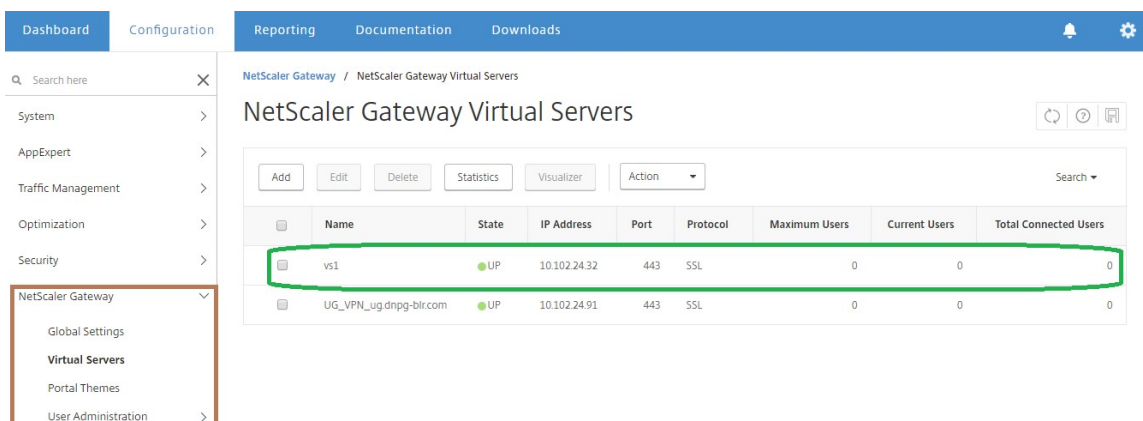 Dashboard Configuration Reporting Documentation Downloads
Search here
NetScaler Gateway / NetScaler Gateway Virtual Servers
System
NetScaler Gateway Virtual Servers
AppExpert
Traffic Management
Add Edit Delete Statistics Visualizer Action Search
Optimization
Name State IP Address Port Protocol Maximum Users Current Users Total Connected Users
Security
vs1 UP 10.102.24.32 443 SSL 0 0 0
NetScaler Gateway
UG_VPN_ug.dnpg-blr.com UP 10.102.24.91 443 SSL 0 0 0
Global Settings
Virtual Servers
Portal Themes
User Administration